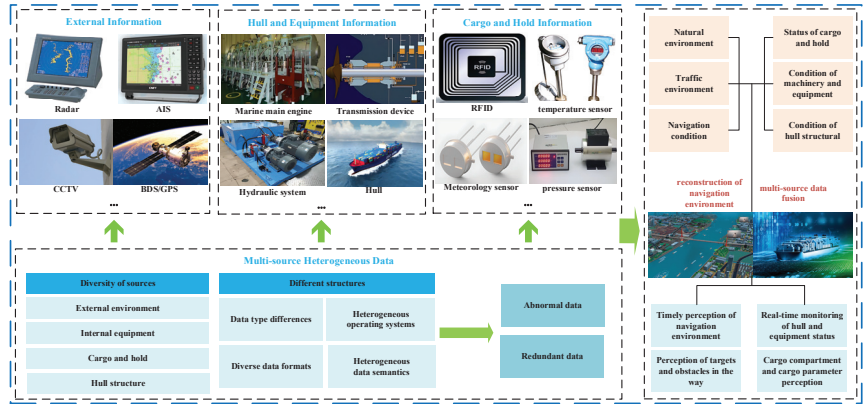 External Information
Radar
AIS
CCTV
BDS/GPS
...
Hull and Equipment Information
Marine main engine
Transmission device
Hydraulic system
Hull
...
Cargo and Hold Information
RFID
RFID
temperature sensor
Meteorology sensor
pressure sensor
...
Multi-source Heterogeneous Data
Diversity of sources
External environment
Internal equipment
Cargo and hold
Hull structure
Different structures
Data type differences
Heterogeneous
operating systems
Diverse data formats
Heterogeneous
data semantics
Abnormal data
Redundant data
Natural
environment
Traffic
environment
Navigation
condition
Status of cargo
and hold
Condition of
machinery and
equipment
Condition of
hull structural
reconstruction of
navigation
environment
multi-source data
fusion
Timely perception of
navigation
environment
Real-time monitoring
of hull and
equipment status
Perception of targets
and obstacles in the
way
Cargo compartment
and cargo parameter
perception